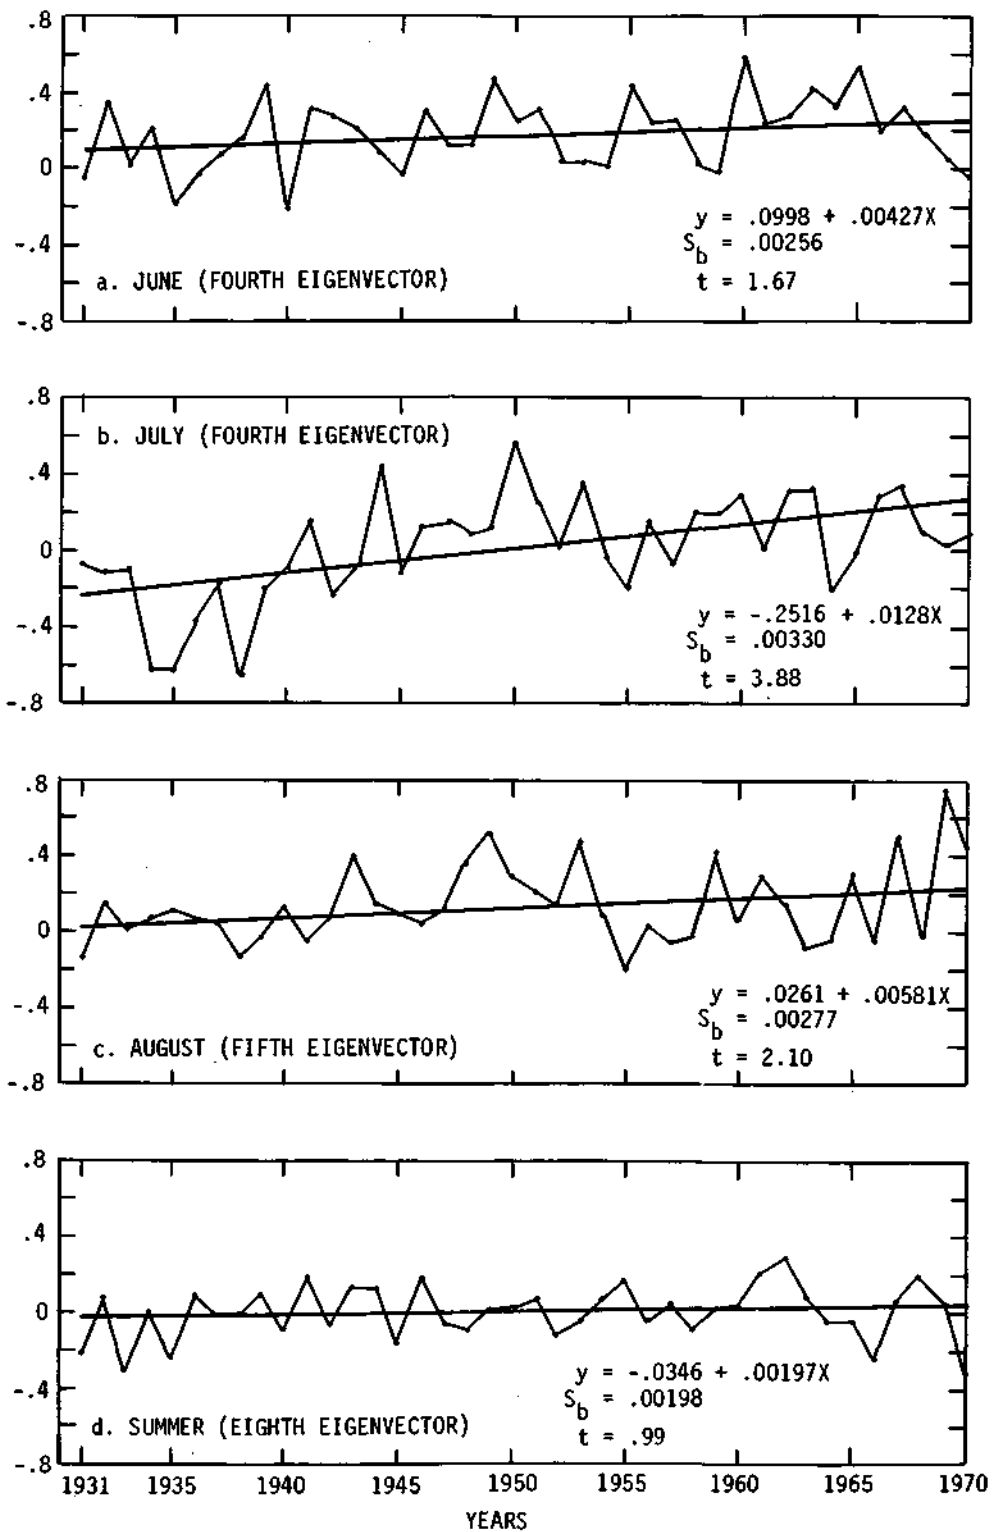 .8
.4
0
-.4
-.8
y = .0998 + .00427X
Sb = .00256
t = 1.67
a. JUNE (FOURTH EIGENVECTOR)
.8
.4
0
-.4
-.8
b. JULY (FOURTH EIGENVECTOR)
y = -.2516 + .0128X
Sb = .00330
t = 3.88
.8
.4
0
-.4
-.8
y = .0261 + .00581X
Sb = .00277
t = 2.10
c. AUGUST (FIFTH EIGENVECTOR)
.8
.4
0
-.4
-.8
y = -.0346 + .00197X
Sb = .00198
t = .99
d. SUMMER (EIGHTH EIGENVECTOR)
1931 1935 1940 1945 1950 1955 1960 1965 1970
YEARS